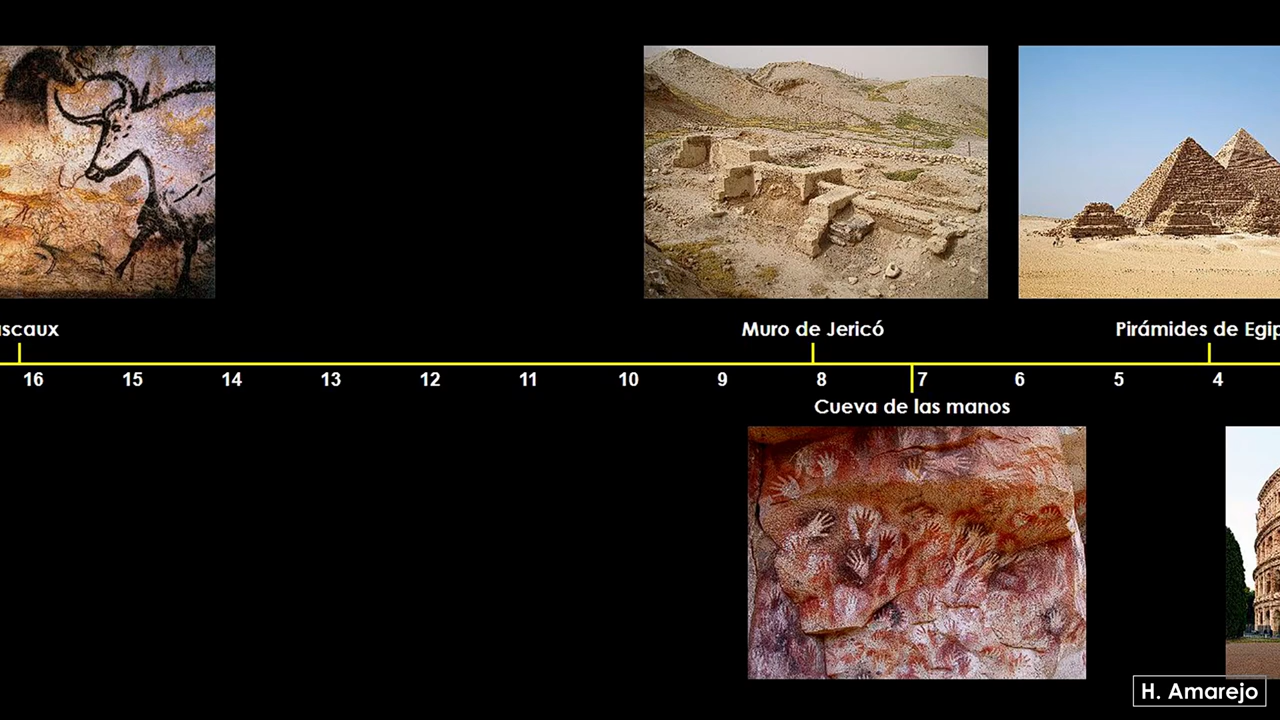 ascaux
Muro de Jericó
Pirámides de Egip
16 15 14 13 12 11 10 9 8 7 6 5 4
Cueva de las manos
H. Amarejo